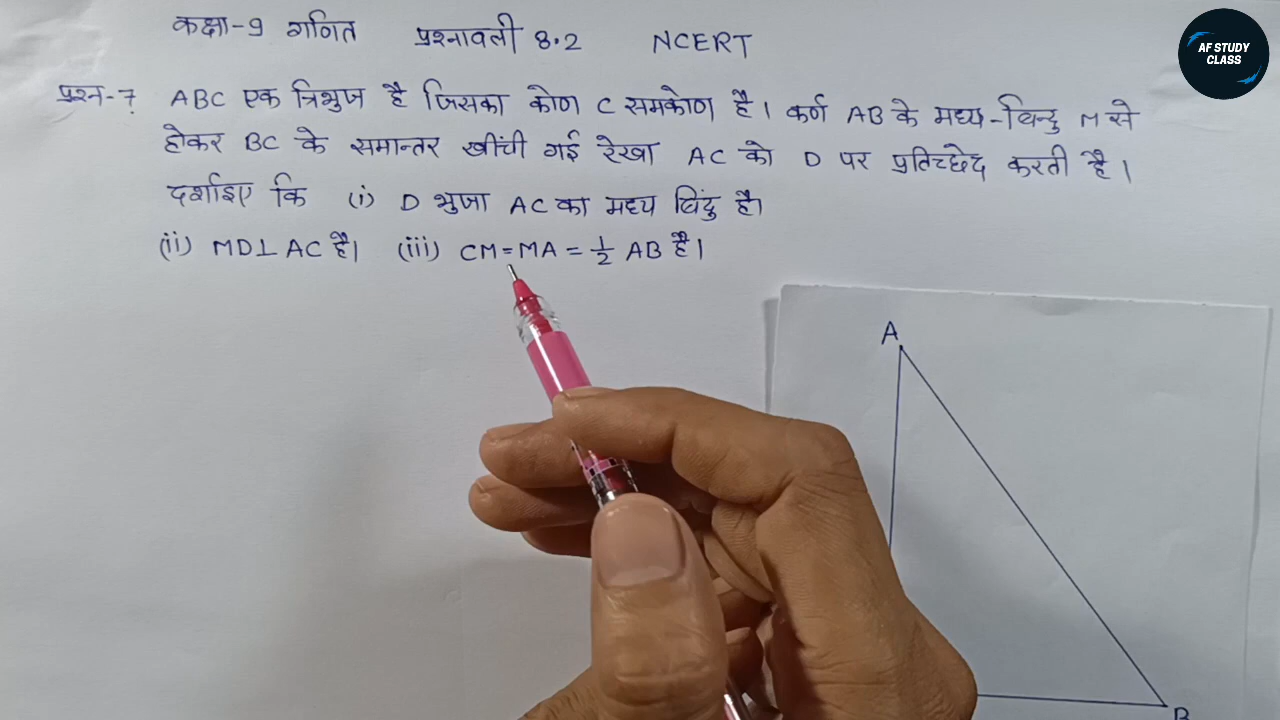 कक्षा-9 गणित प्रश्नावली 8.2 NCERT
AF STUDY
CLASS
प्रश्न-7 ABC एक त्रिभुज है जिसका कोण C समकोण है। कर्ण AB के मध्य-बिन्दु M से
होकर BC के समान्तर खींची गई रेखा AC को D पर प्रतिच्छेद करती है।
दर्शाइए कि (i) D भुजा AC का मध्य बिंदु है।
(ii) MD⊥AC है। (iii) CM=MA=½ AB है।
A
B